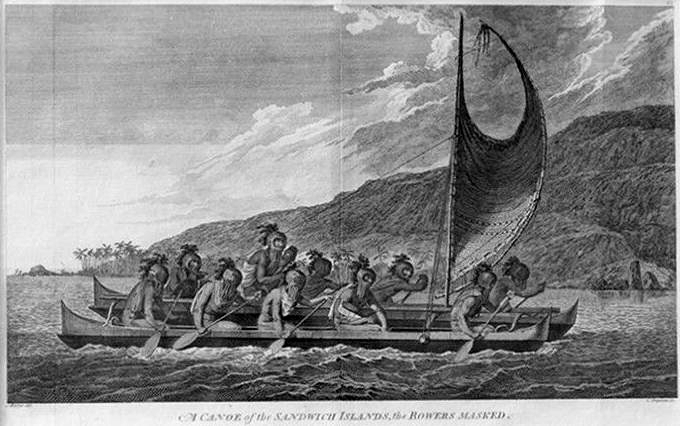 A CANOE of the SANDWICH ISLANDS, the ROWERS MASKED.